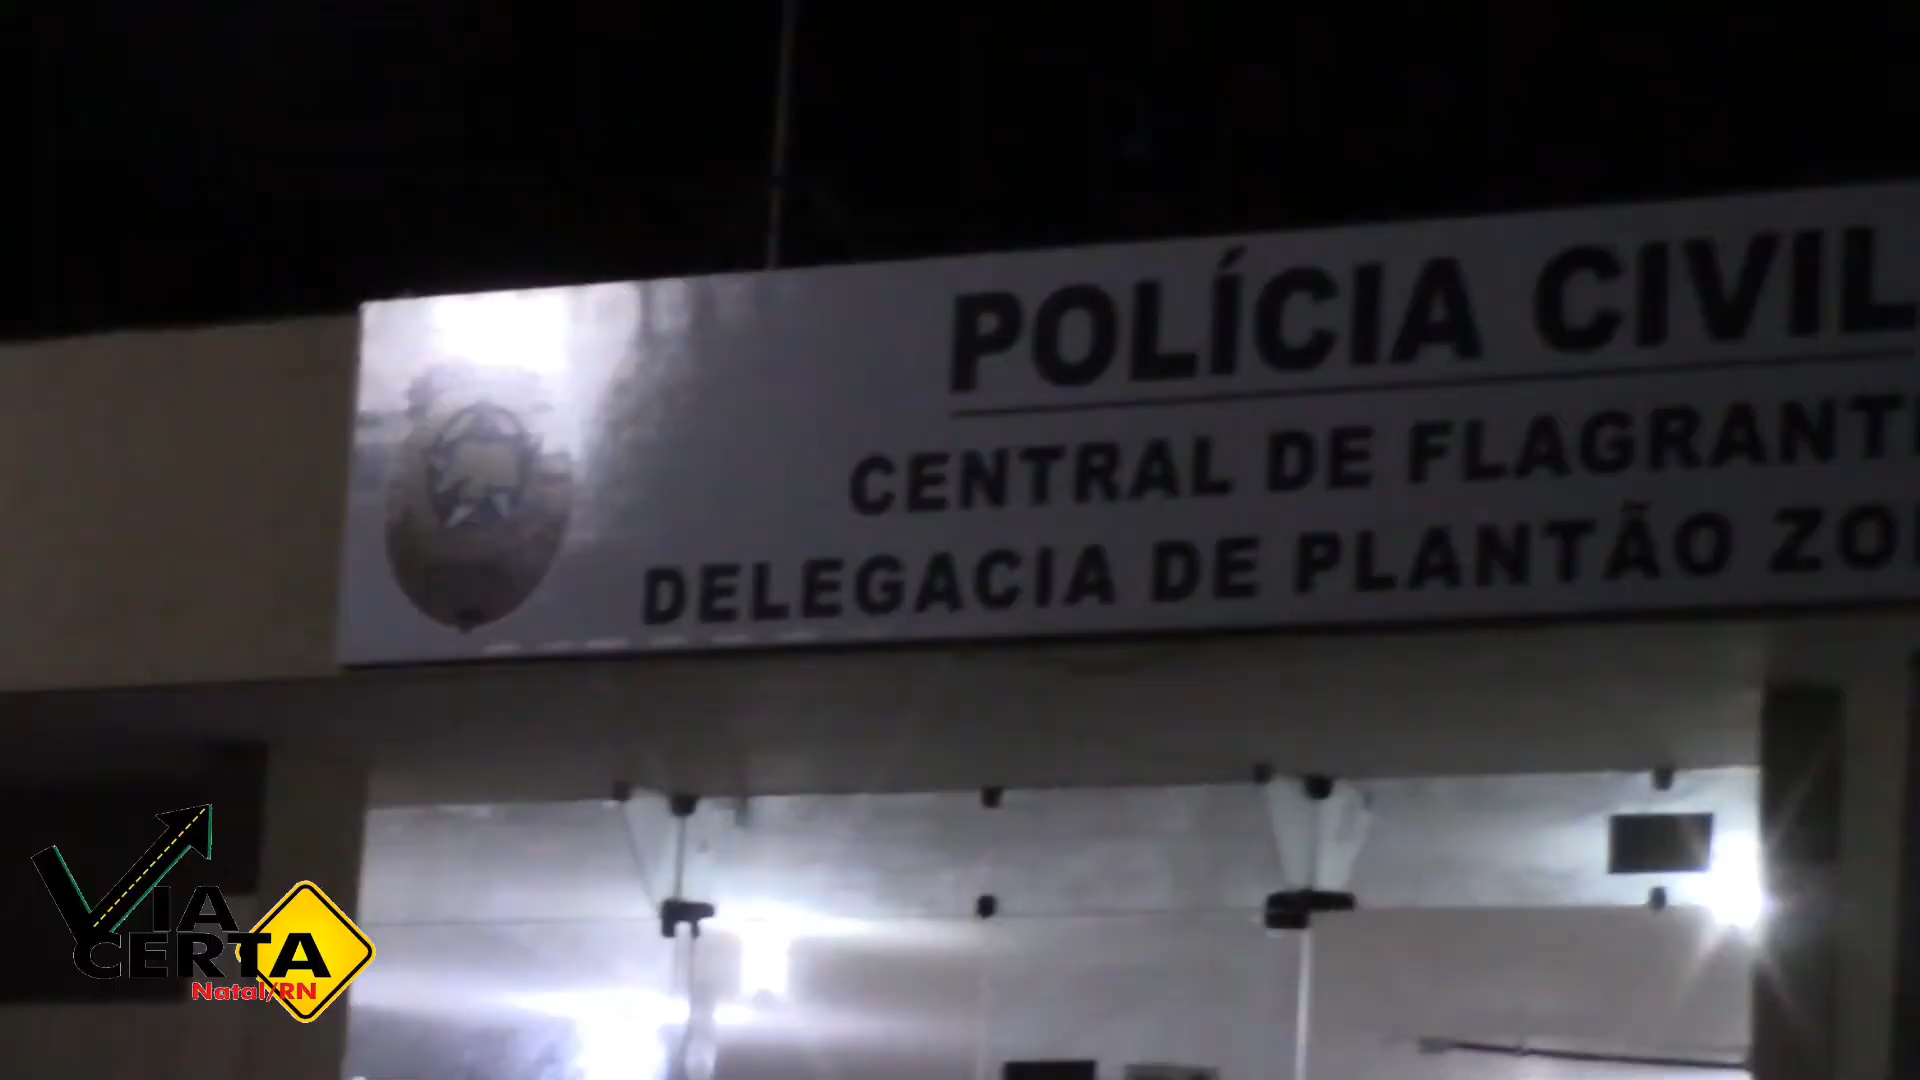 POLÍCIA CIVIL
CENTRAL DE FLAGRANT
DELEGACIA DE PLANTÃO ZO
VIA
CERTA
Natal/RN